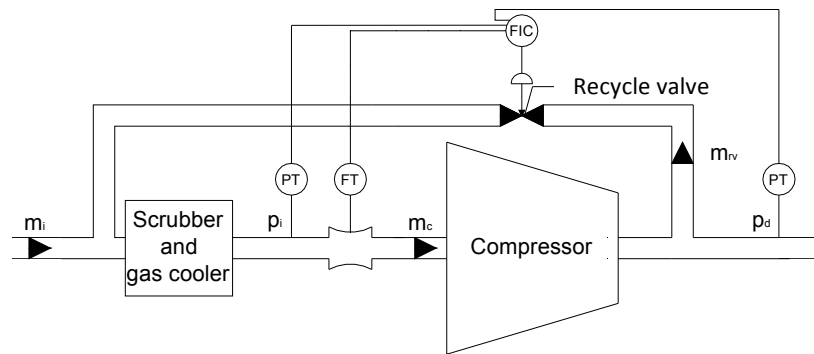 FIC
Recycle valve
PT
FT
PT
mrv
mi
Scrubber
and
gas cooler
pi
mc
Compressor
pd